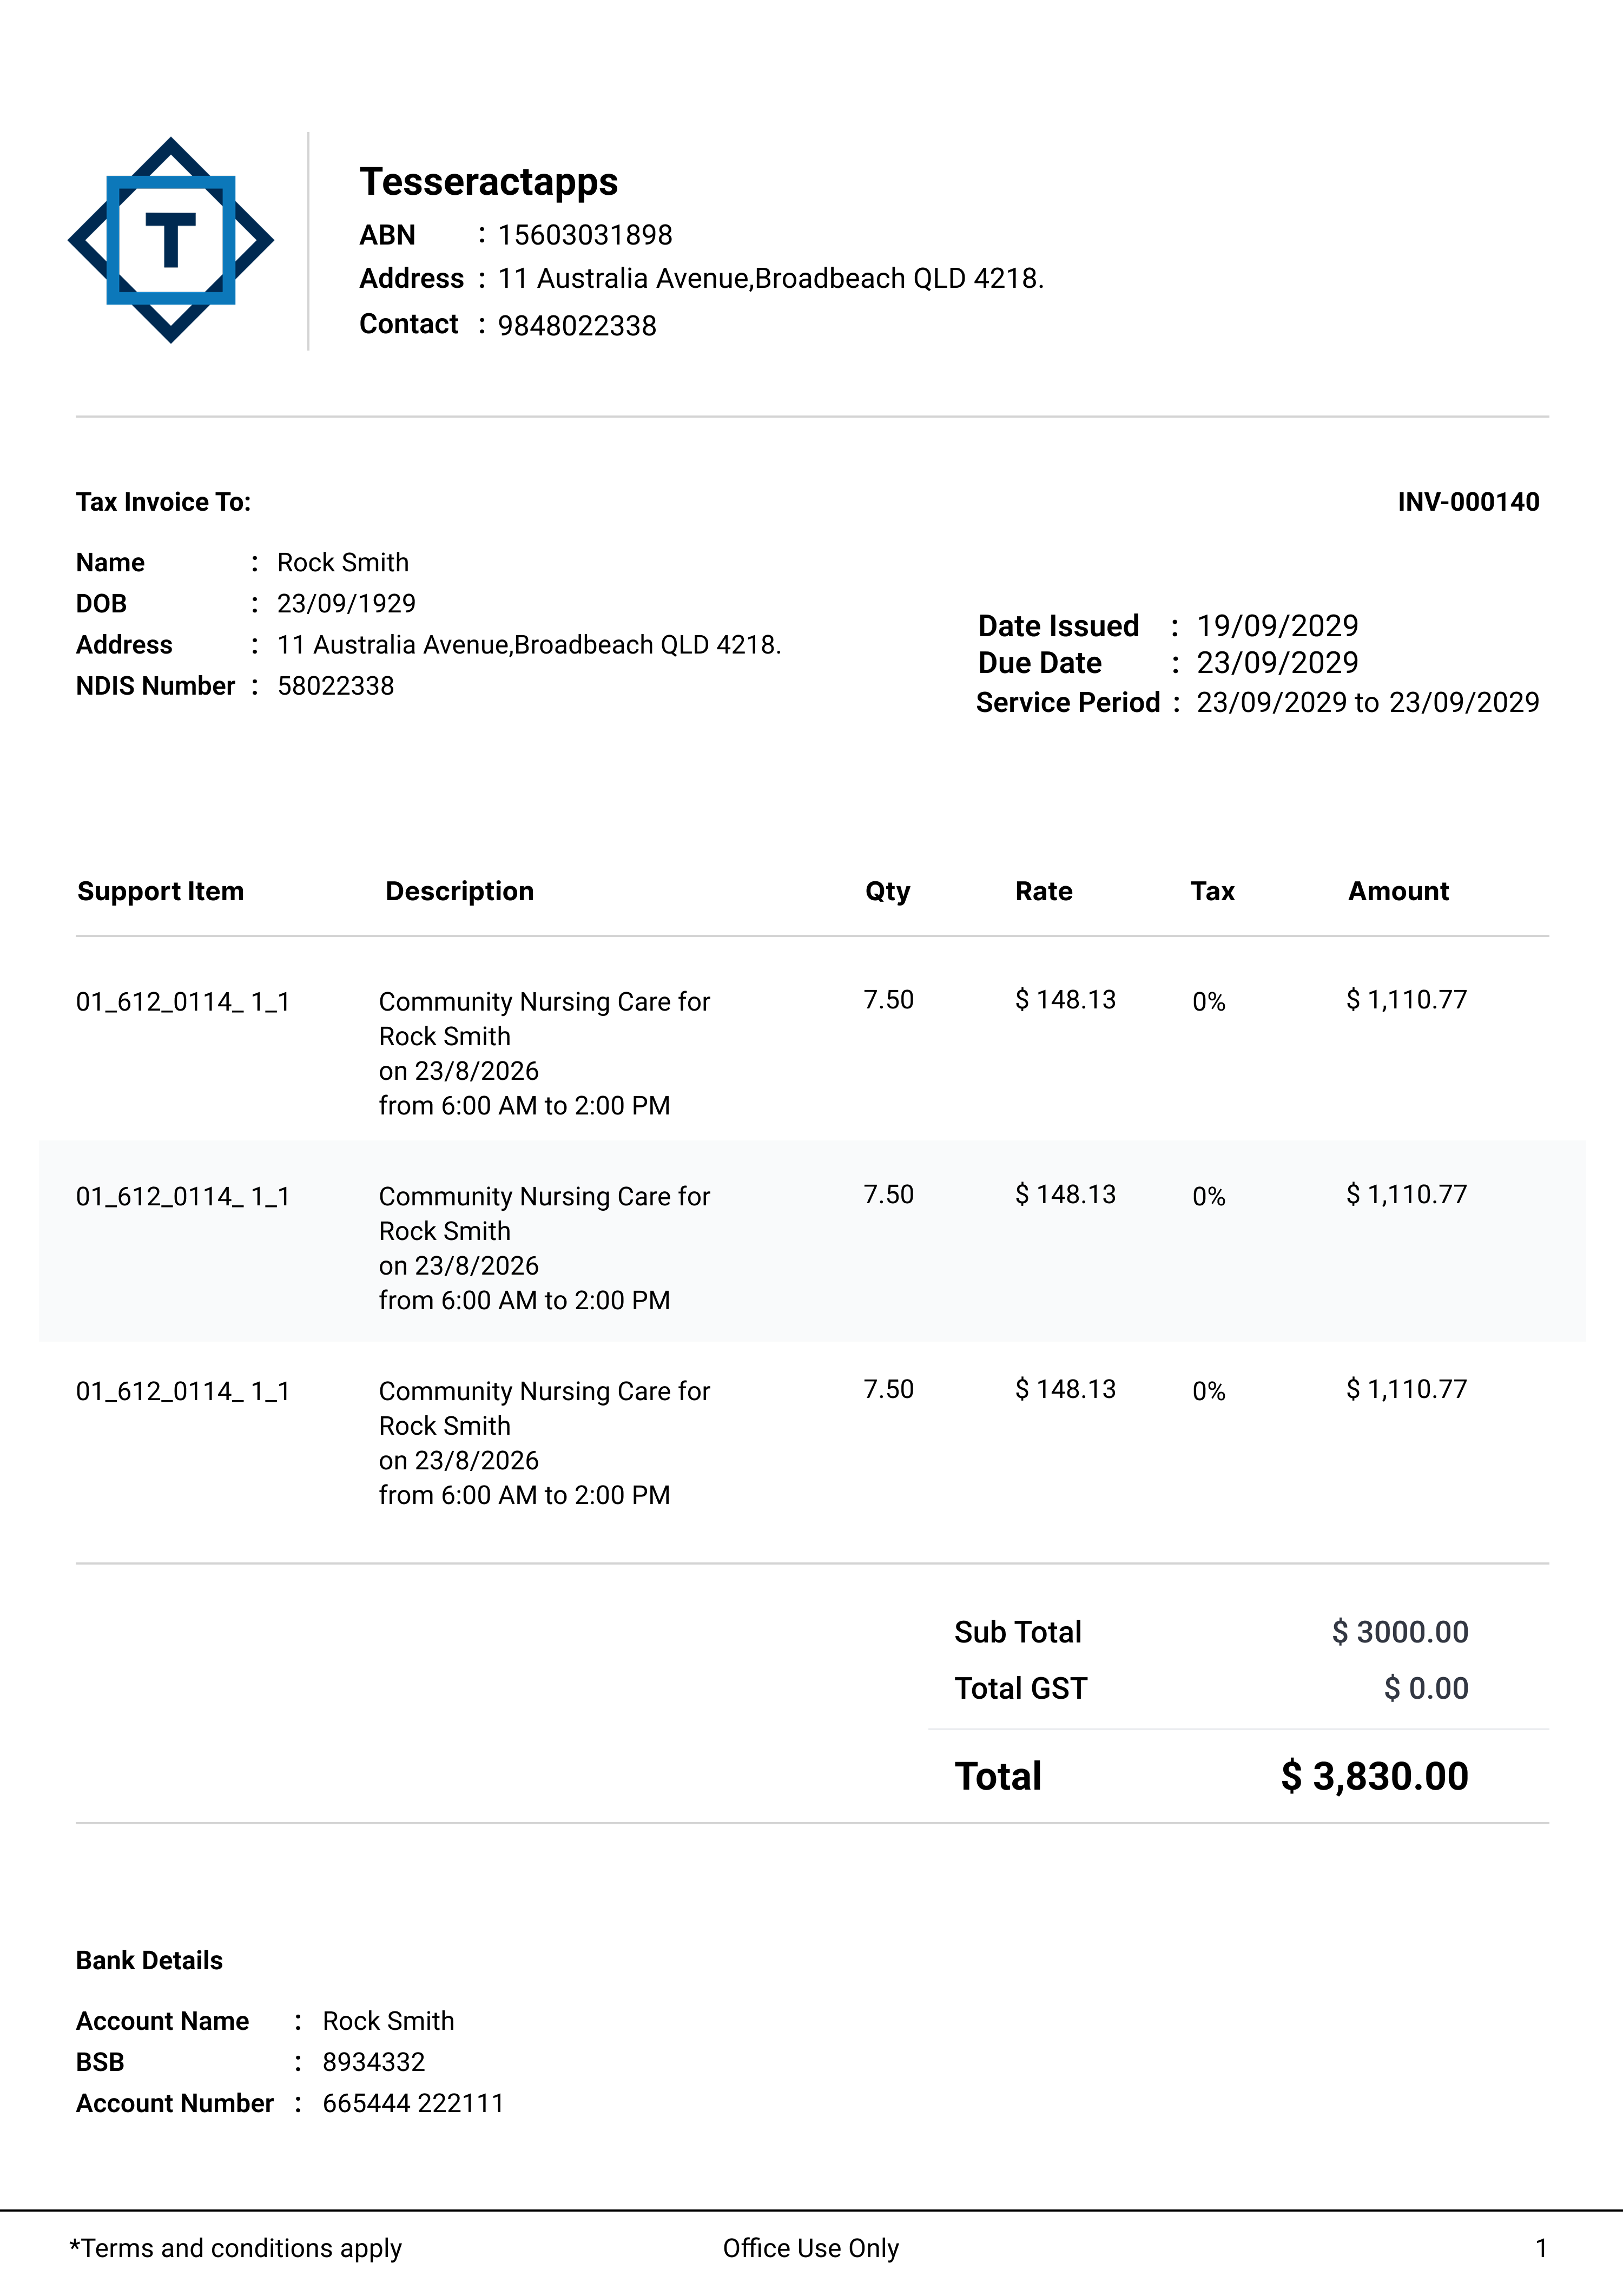 T
Tesseractapps
ABN : 15603031898
Address : 11 Australia Avenue,Broadbeach QLD 4218.
Contact : 9848022338
Tax Invoice To:
INV-000140
Name : Rock Smith
DOB : 23/09/1929
Address : 11 Australia Avenue,Broadbeach QLD 4218.
NDIS Number : 58022338
Date Issued : 19/09/2029
Due Date : 23/09/2029
Service Period : 23/09/2029 to 23/09/2029
Support Item Description Qty Rate Tax Amount
01_612_0114_ 1_1 Community Nursing Care for 7.50 $ 148.13 0% $ 1,110.77
Rock Smith
on 23/8/2026
from 6:00 AM to 2:00 PM
01_612_0114_ 1_1 Community Nursing Care for 7.50 $ 148.13 0% $ 1,110.77
Rock Smith
on 23/8/2026
from 6:00 AM to 2:00 PM
01_612_0114_ 1_1 Community Nursing Care for 7.50 $ 148.13 0% $ 1,110.77
Rock Smith
on 23/8/2026
from 6:00 AM to 2:00 PM
Sub Total $ 3000.00
Total GST $ 0.00
Total $ 3,830.00
Bank Details
Account Name : Rock Smith
BSB : 8934332
Account Number : 665444 222111
*Terms and conditions apply Office Use Only 1